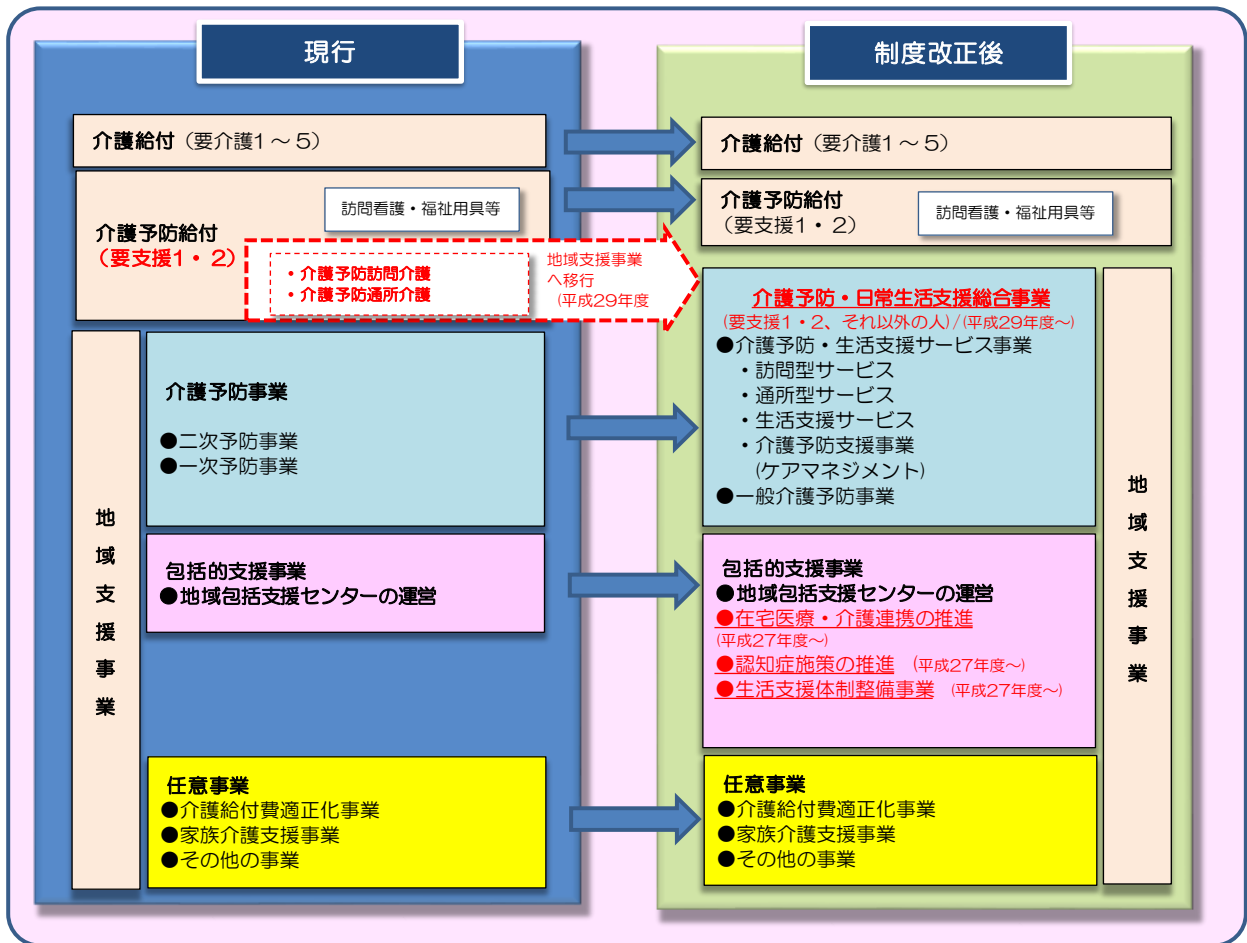 現行
介護給付（要介護1～5）
介護予防給付
（要支援1・2）
訪問看護・福祉用具等
・介護予防訪問介護
・介護予防通所介護
地域支援事業
へ移行
（平成29年度
地域支援事業
介護予防事業
●二次予防事業
●一次予防事業
包括的支援事業
●地域包括支援センターの運営
任意事業
●介護給付費適正化事業
●家族介護支援事業
●その他の事業
制度改正後
介護給付（要介護1～5）
介護予防給付
（要支援1・2）
訪問看護・福祉用具等
介護予防・日常生活支援総合事業
(要支援1・2、それ以外の人)/(平成29年度～)
●介護予防・生活支援サービス事業
・訪問型サービス
・通所型サービス
・生活支援サービス
・介護予防支援事業
(ケアマネジメント)
●一般介護予防事業
包括的支援事業
●地域包括支援センターの運営
●在宅医療・介護連携の推進
(平成27年度～)
●認知症施策の推進 (平成27年度～)
●生活支援体制整備事業 (平成27年度～)
任意事業
●介護給付費適正化事業
●家族介護支援事業
●その他の事業
地域支援事業